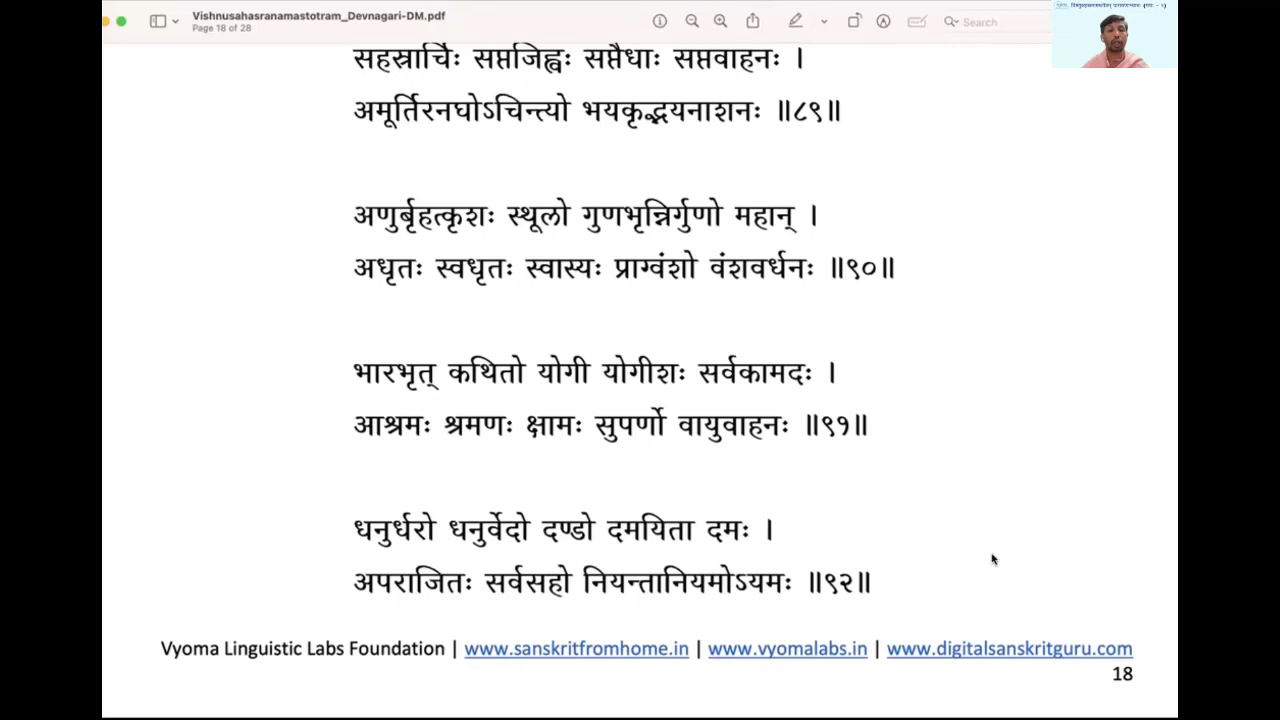 Vishnusahasranamastotram_Devnagari-DM.pdf
Page 18 of 28
Search
सहस्रार्चिः सप्तजिह्वः सप्तैधाः सप्तवाहनः ।
अमूर्तिरनघोऽचिन्त्यो भयकृद्भयनाशनः ॥८९॥
अणुर्बृहत्कृशः स्थूलो गुणभृन्निर्गुणो महान् ।
अधृतः स्वधृतः स्वास्यः प्राग्वंशो वंशवर्धनः ॥९०॥
भारभृत् कथितो योगी योगीशः सर्वकामदः ।
आश्रमः श्रमणः क्षामः सुपर्णो वायुवाहनः ॥९१॥
धनुर्धरो धनुर्वेदो दण्डो दमयिता दमः ।
अपराजितः सर्वसहो नियन्तानियमोऽयमः ॥९२॥
Vyoma Linguistic Labs Foundation | www.sanskritfromhome.in | www.vyomalabs.in | www.digitalsanskritguru.com
18